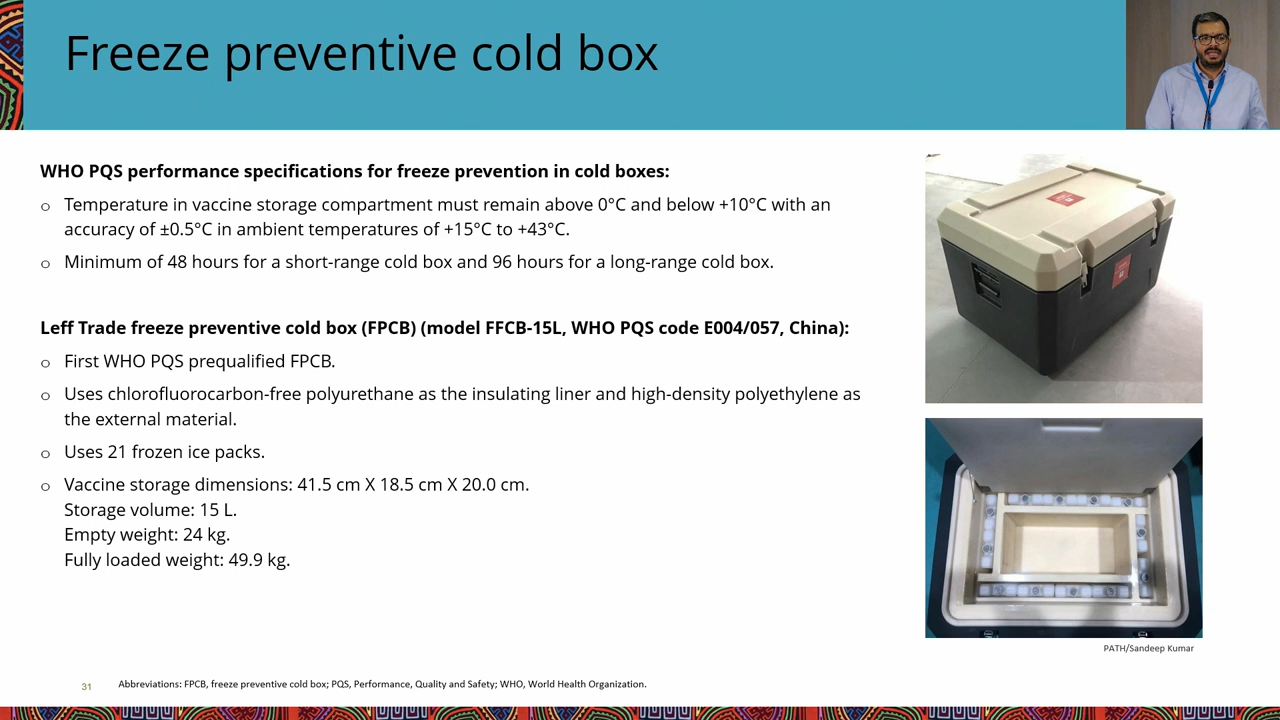 Freeze preventive cold box
WHO PQS performance specifications for freeze prevention in cold boxes:
o Temperature in vaccine storage compartment must remain above 0°C and below +10°C with an
accuracy of ±0.5°C in ambient temperatures of +15°C to +43°C.
o Minimum of 48 hours for a short-range cold box and 96 hours for a long-range cold box.
Leff Trade freeze preventive cold box (FPCB) (model FFCB-15L, WHO PQS code E004/057, China):
o First WHO PQS prequalified FPCB.
o Uses chlorofluorocarbon-free polyurethane as the insulating liner and high-density polyethylene as
the external material.
o Uses 21 frozen ice packs.
o Vaccine storage dimensions: 41.5 cm X 18.5 cm X 20.0 cm.
Storage volume: 15 L.
Empty weight: 24 kg.
Fully loaded weight: 49.9 kg.
PATH/Sandeep Kumar
31
Abbreviations: FPCB, freeze preventive cold box; PQS, Performance, Quality and Safety; WHO, World Health Organization.